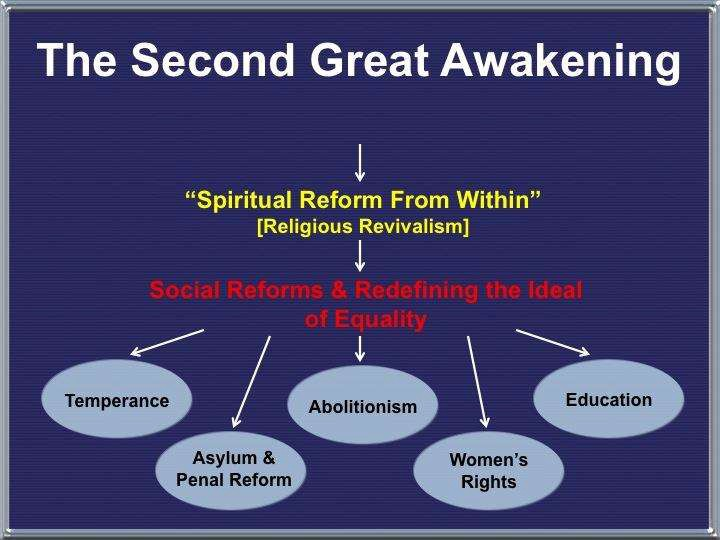 The Second Great Awakening
“Spiritual Reform From Within”
[Religious Revivalism]
Social Reforms & Redefining the Ideal
of Equality
Temperance
Abolitionism
Education
Asylum &
Penal Reform
Women’s
Rights